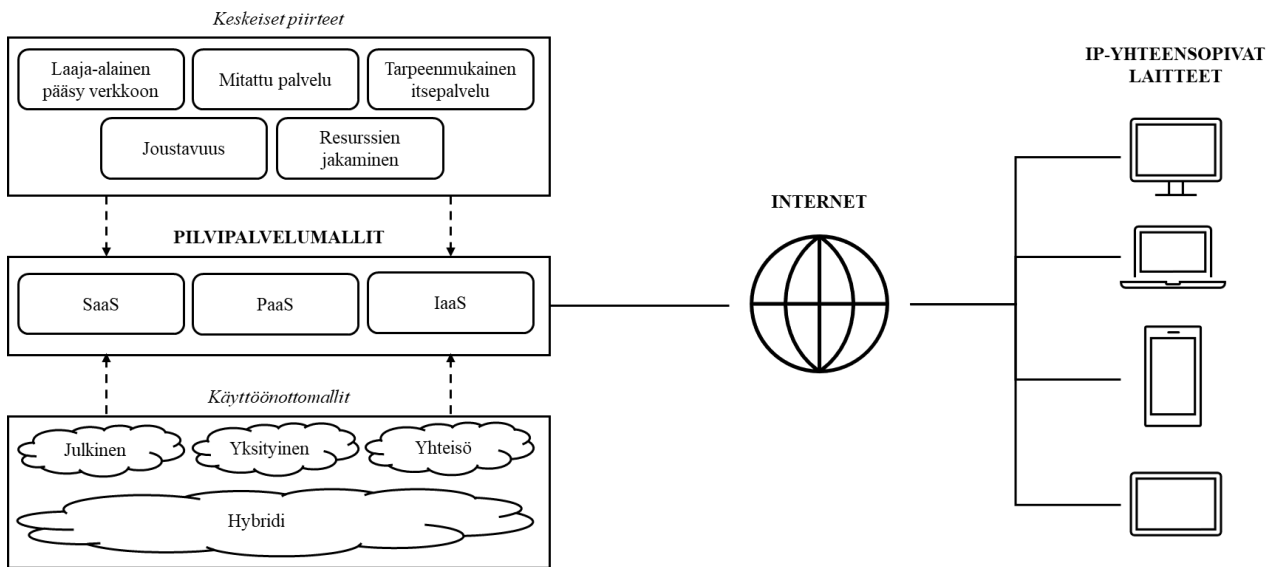 Keskeiset piirteet
Laaja-alainen
pääsy verkkoon
Mitattu palvelu
Tarpeenmukainen
itsepalvelu
Joustavuus
Resurssien
jakaminen
PILVIPALVELUMALLIT
SaaS
PaaS
IaaS
Käyttöönottomallit
Julkinen
Yksityinen
Yhteisö
Hybridi
INTERNET
IP-YHTEENSOPIVAT
LAITTEET